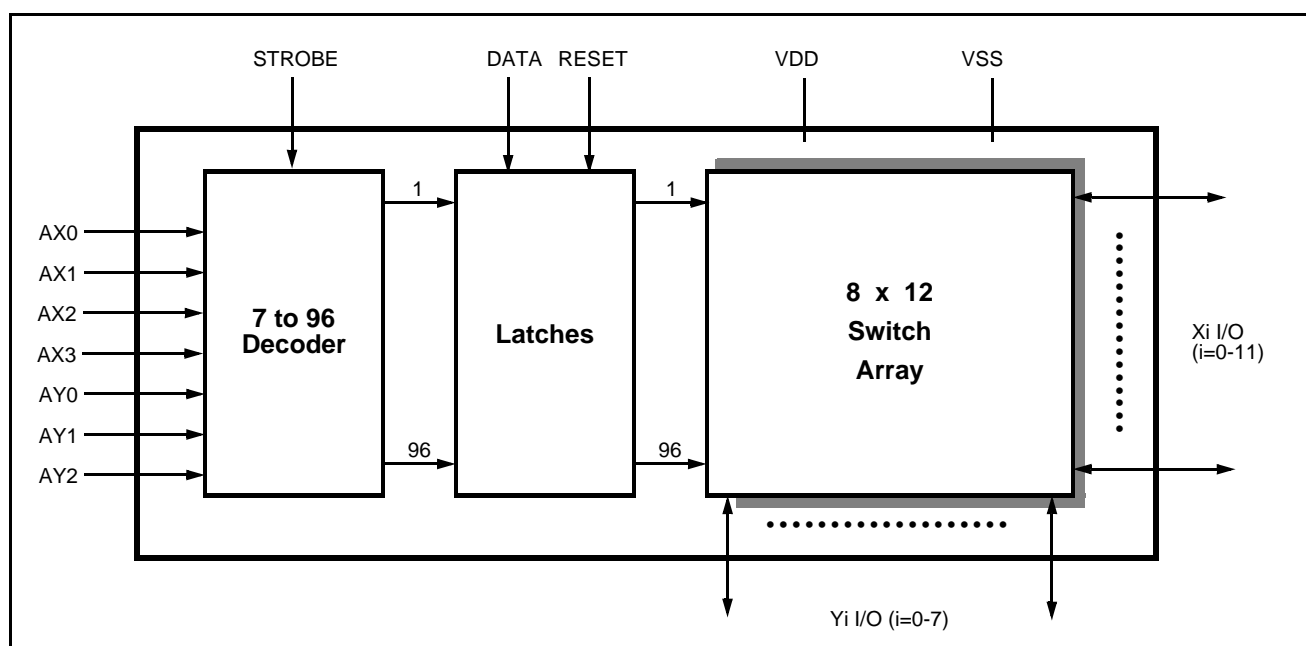 STROBE
DATA
RESET
VDD
VSS
AX0
AX1
AX2
AX3
AY0
AY1
AY2
7 to 96
Decoder
1
96
Latches
1
96
8 x 12
Switch
Array
Xi I/O
(i=0-11)
Yi I/O (i=0-7)